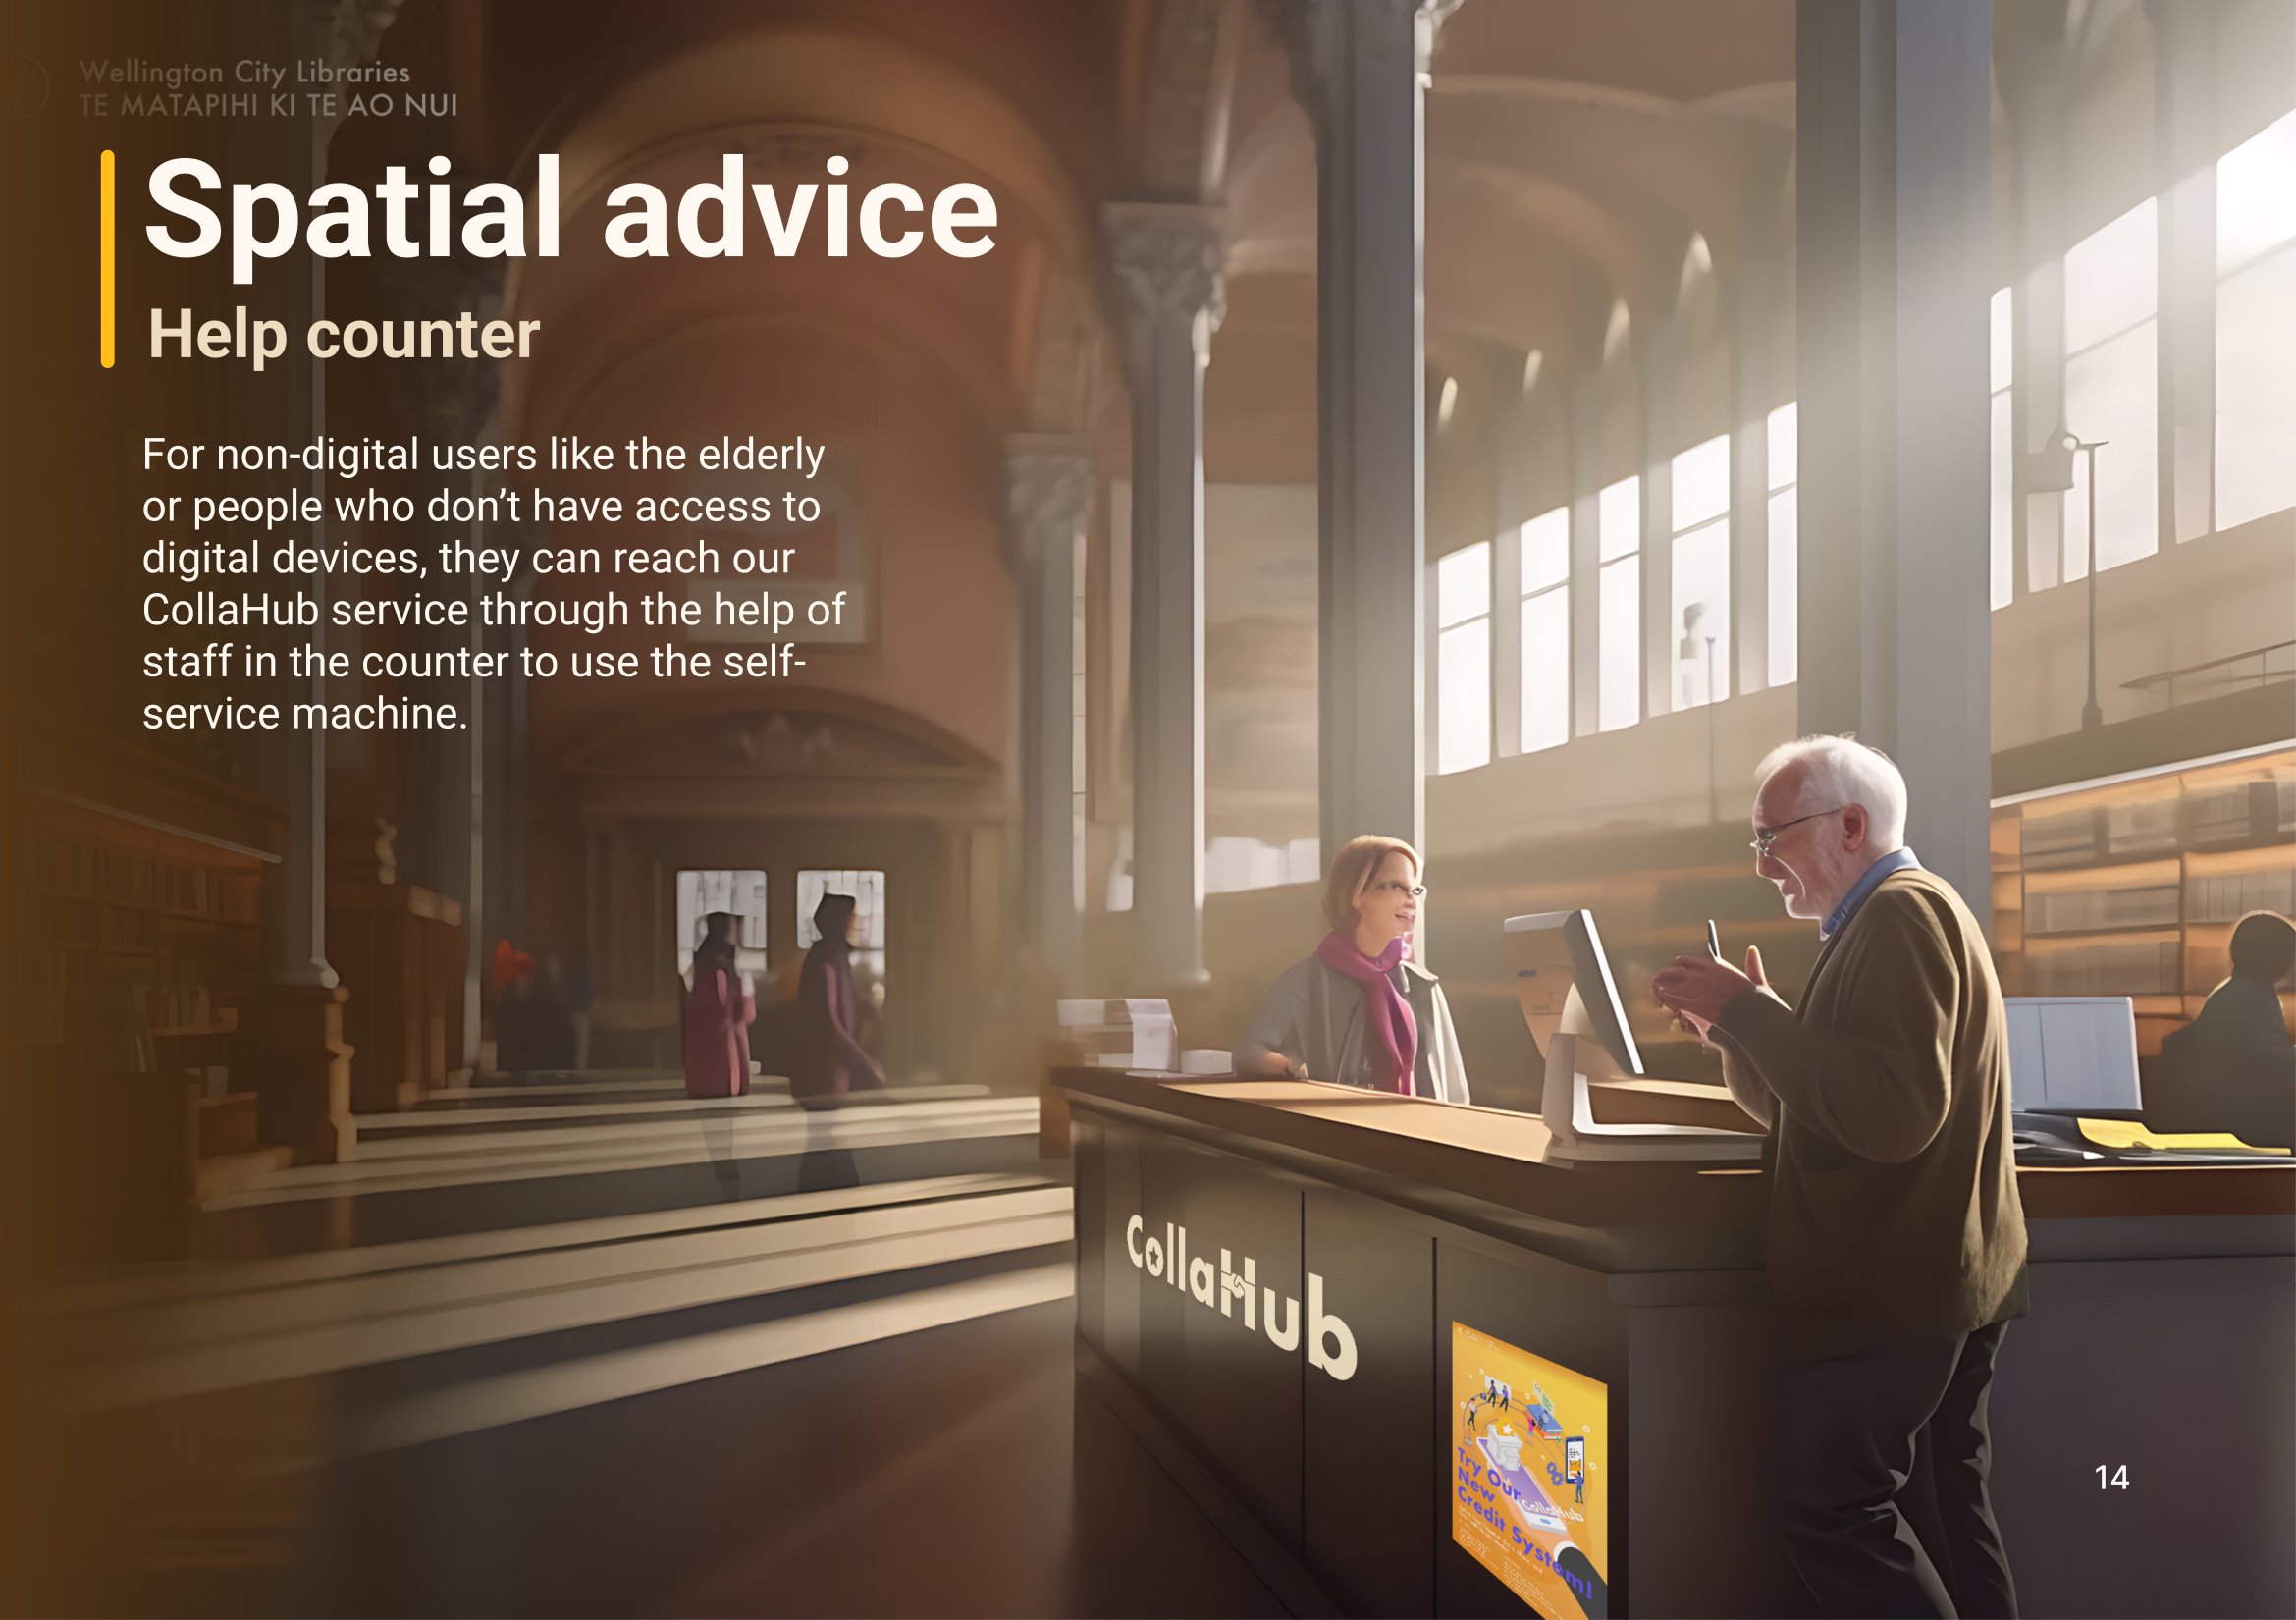 Wellington City Libraries
TE MATAPIHI KI TE AO NUI
Spatial advice
Help counter
For non-digital users like the elderly
or people who don’t have access to
digital devices, they can reach our
CollaHub service through the help of
staff in the counter to use the self-
service machine.
CollaHub
Try Our
New
Credit System!
CollaHub
14